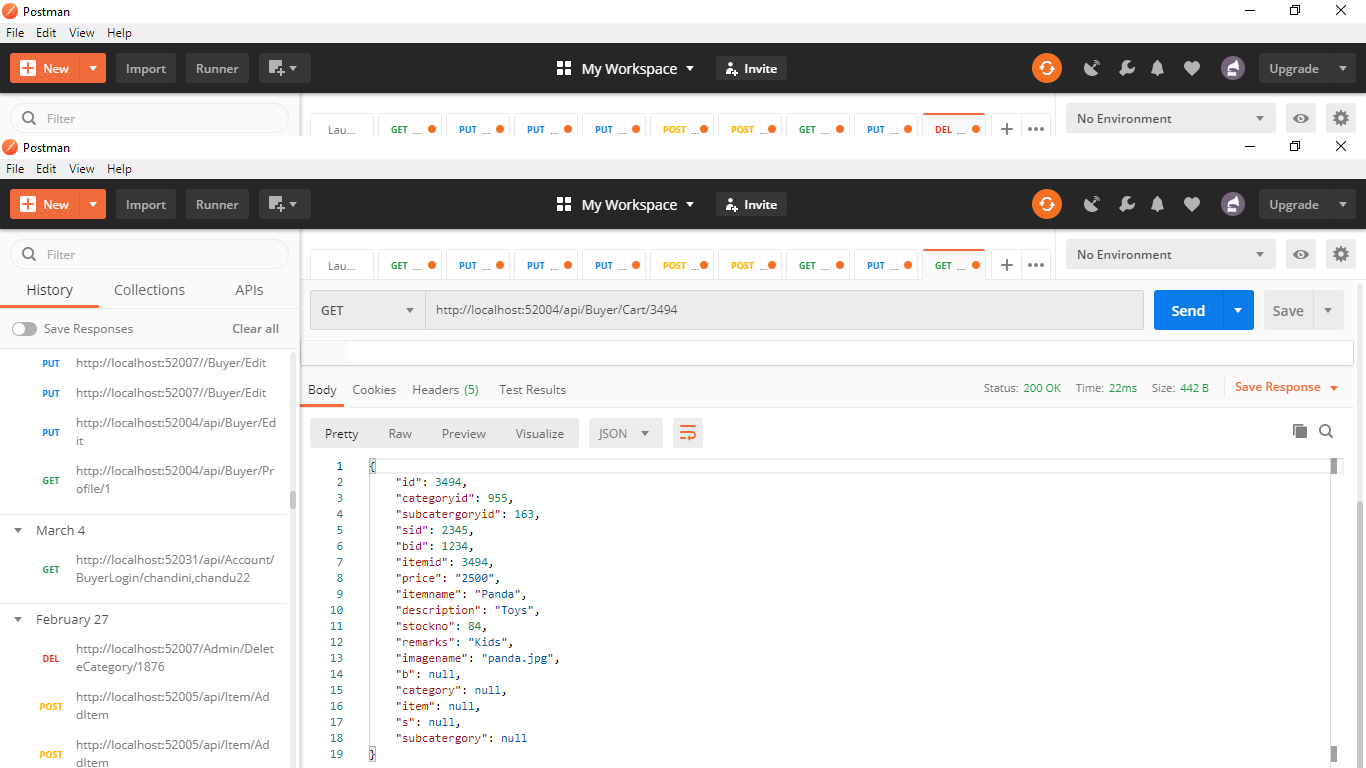 Postman
File Edit View Help
New Import Runner My Workspace Invite Upgrade
Filter
Lau... GET ... PUT ... PUT ... PUT ... POST ... POST ... GET ... PUT ... DEL ... + ••• No Environment
Postman
File Edit View Help
New Import Runner My Workspace Invite Upgrade
Filter
Lau... GET ... PUT ... PUT ... PUT ... POST ... POST ... GET ... PUT ... GET ... + ••• No Environment
History Collections APIs
Save Responses Clear all
PUT http://localhost:52007//Buyer/Edit
PUT http://localhost:52007//Buyer/Edit
PUT http://localhost:52004/api/Buyer/Ed
it
GET http://localhost:52004/api/Buyer/Pr
ofile/1
March 4
GET http://localhost:52031/api/Account/
BuyerLogin/chandini,chandu22
February 27
DEL http://localhost:52007/Admin/Delet
eCategory/1876
POST http://localhost:52005/api/Item/Ad
dItem
POST http://localhost:52005/api/Item/Ad
dItem
GET http://localhost:52004/api/Buyer/Cart/3494 Send Save
Body Cookies Headers (5) Test Results Status: 200 OK Time: 22ms Size: 442 B Save Response
Pretty Raw Preview Visualize JSON
1 {
2 "id": 3494,
3 "categoryid": 955,
4 "subcatergoryid": 163,
5 "sid": 2345,
6 "bid": 1234,
7 "itemid": 3494,
8 "price": "2500",
9 "itemname": "Panda",
10 "description": "Toys",
11 "stockno": 84,
12 "remarks": "Kids",
13 "imagename": "panda.jpg",
14 "b": null,
15 "category": null,
16 "item": null,
17 "s": null,
18 "subcatergory": null
19 }